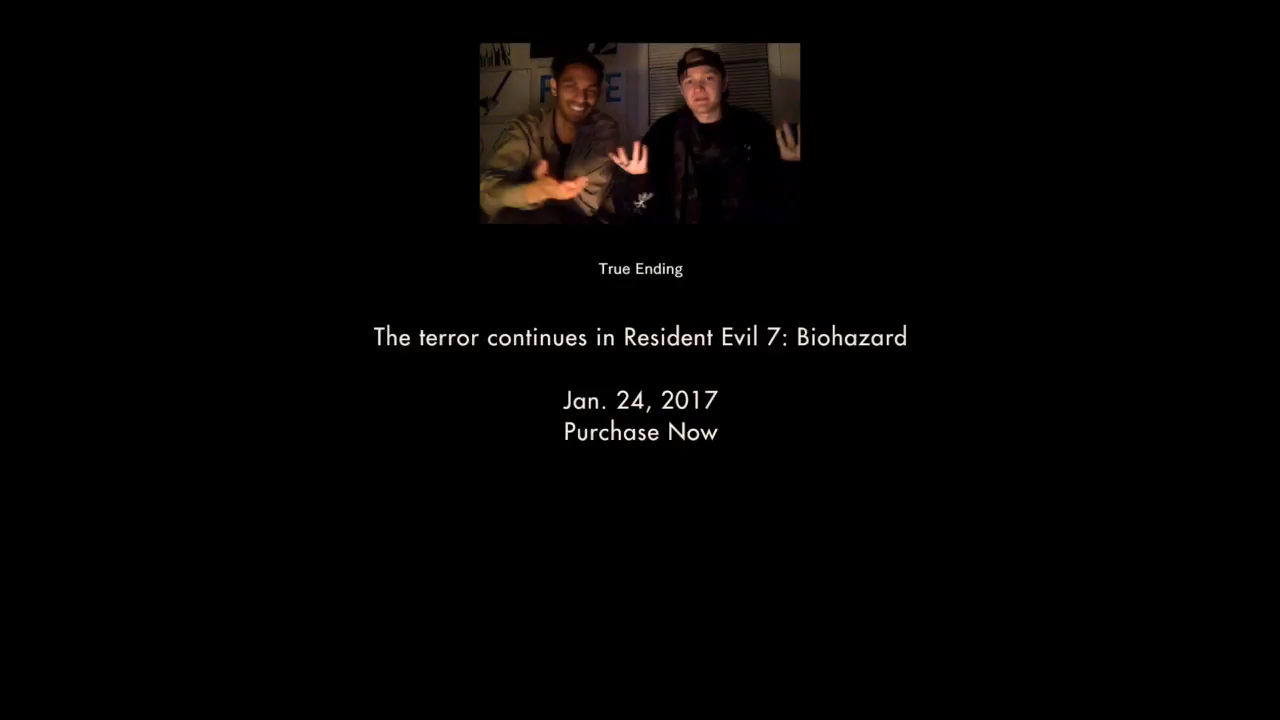 True Ending
The terror continues in Resident Evil 7: Biohazard
Jan. 24, 2017
Purchase Now